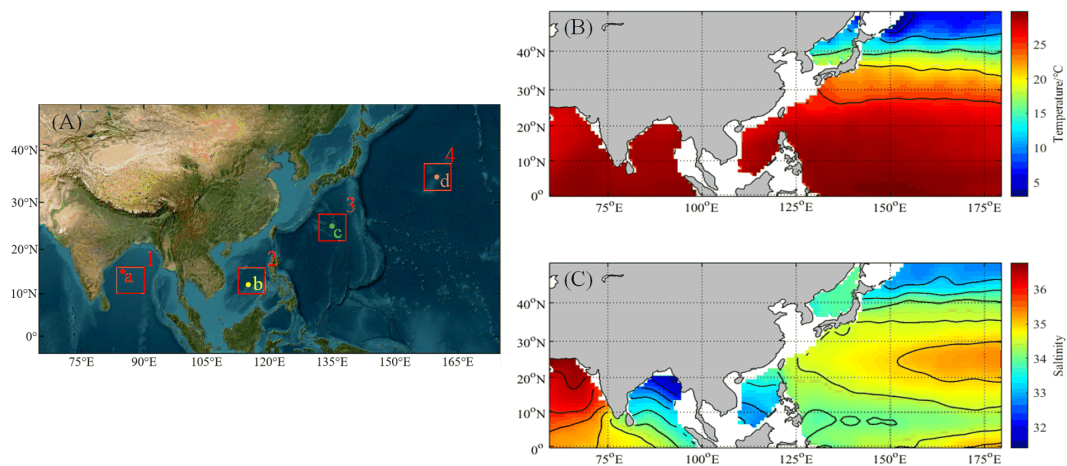 (A)
40°N
30°N
20°N
10°N
0°
75°E
90°E
105°E
120°E
135°E
150°E
165°E
1
a
2
b
3
c
4
d
(B)
40°N
30°N
20°N
10°N
0°
75°E
100°E
125°E
150°E
175°E
25
20
15
10
5
Temperature/°C
(C)
50°N
40°N
30°N
20°N
10°N
0°
75°E
100°E
125°E
150°E
175°E
36
35
34
33
32
Saltinity